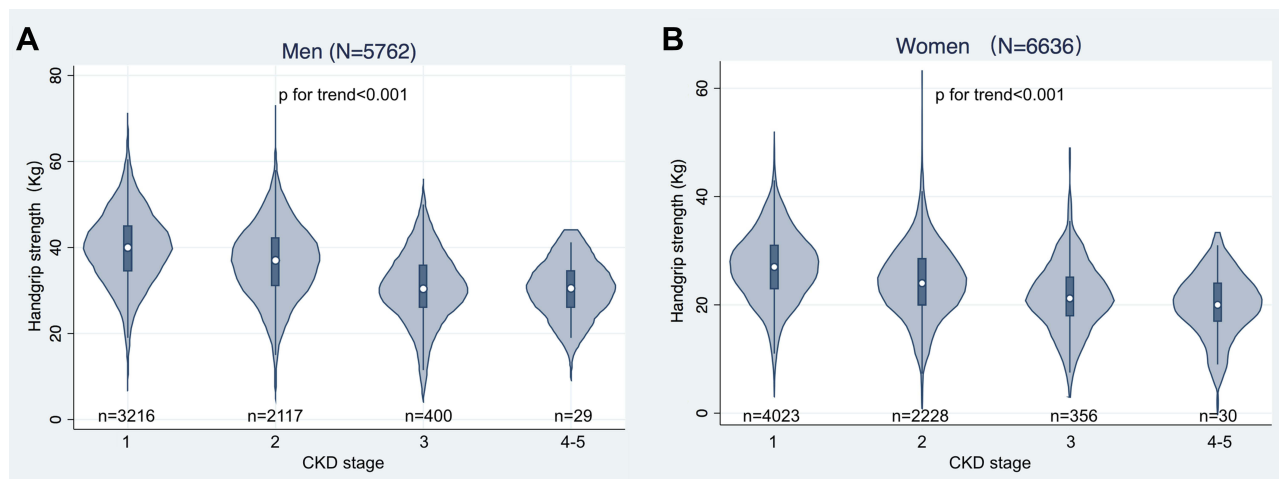 A
Men (N=5762)
80
60
40
20
0
Handgrip strength（Kg）
p for trend<0.001
n=3216
n=2117
n=400
n=29
1
2
3
4-5
CKD stage
B
Women （N=6636）
60
40
20
0
Handgrip strength (Kg)
p for trend<0.001
n=4023
n=2228
n=356
n=30
1
2
3
4-5
CKD stage